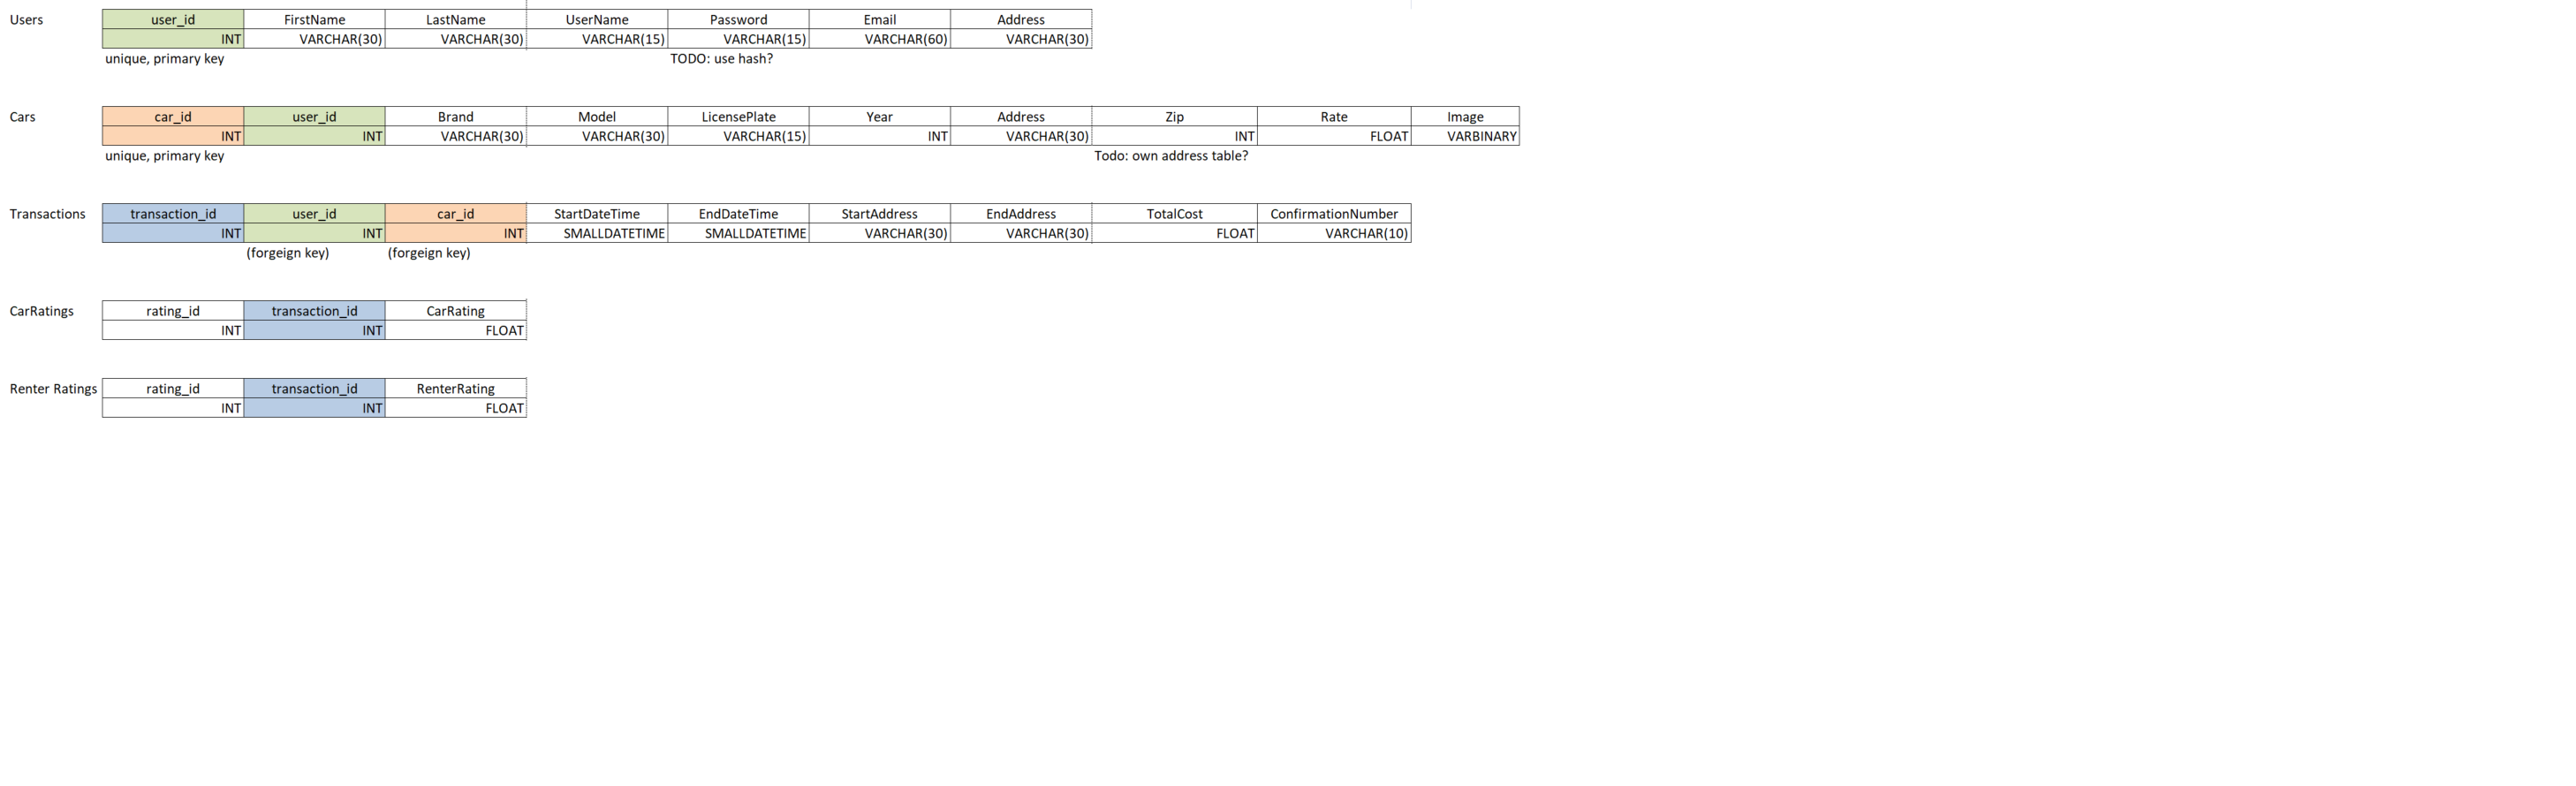 Users user_id FirstName LastName UserName Password Email Address
INT VARCHAR(30) VARCHAR(30) VARCHAR(15) VARCHAR(15) VARCHAR(60) VARCHAR(30)
unique, primary key TODO: use hash?
Cars car_id user_id Brand Model LicensePlate Year Address Zip Rate Image
INT INT VARCHAR(30) VARCHAR(30) VARCHAR(15) INT VARCHAR(30) INT FLOAT VARBINARY
unique, primary key Todo: own address table?
Transactions transaction_id user_id car_id StartDateTime EndDateTime StartAddress EndAddress TotalCost ConfirmationNumber
INT INT INT SMALLDATETIME SMALLDATETIME VARCHAR(30) VARCHAR(30) FLOAT VARCHAR(10)
(forgeign key) (forgeign key)
CarRatings rating_id transaction_id CarRating
INT INT FLOAT
Renter Ratings rating_id transaction_id RenterRating
INT INT FLOAT